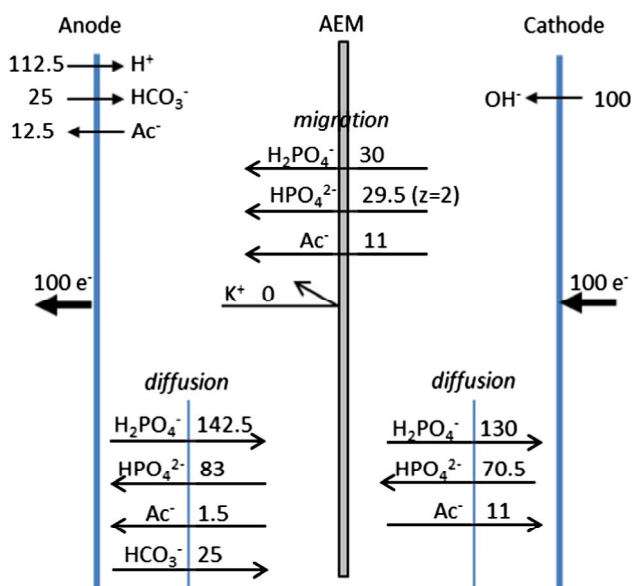 Anode
AEM
Cathode
112.5 H⁺
25 HCO₃⁻
12.5 Ac⁻
OH⁻ 100
migration
H₂PO₄⁻ 30
HPO₄²⁻ 29.5 (z=2)
Ac⁻ 11
100 e⁻
K⁺ 0
100 e⁻
diffusion
H₂PO₄⁻ 142.5
HPO₄²⁻ 83
Ac⁻ 1.5
HCO₃⁻ 25
diffusion
H₂PO₄⁻ 130
HPO₄²⁻ 70.5
Ac⁻ 11